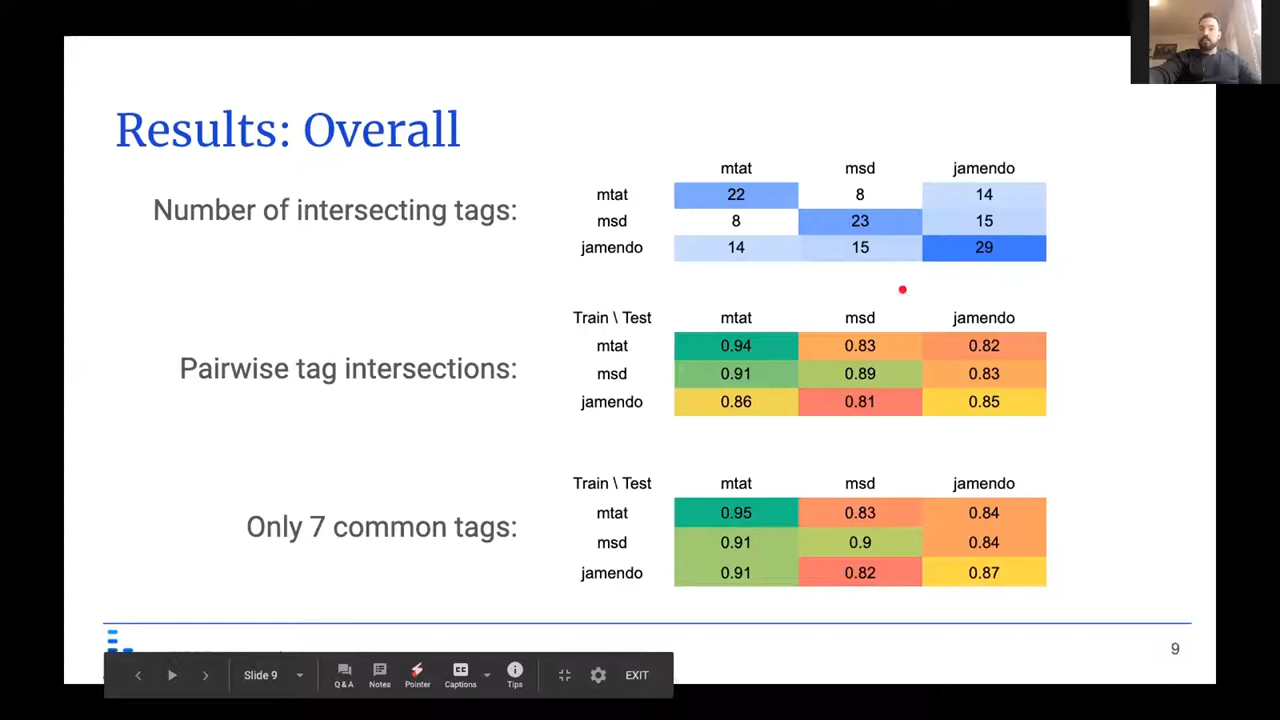 Results: Overall
Number of intersecting tags:
mtat msd jamendo
mtat 22 8 14
msd 8 23 15
jamendo 14 15 29
Pairwise tag intersections:
Train \ Test mtat msd jamendo
mtat 0.94 0.83 0.82
msd 0.91 0.89 0.83
jamendo 0.86 0.81 0.85
Only 7 common tags:
Train \ Test mtat msd jamendo
mtat 0.95 0.83 0.84
msd 0.91 0.9 0.84
jamendo 0.91 0.82 0.87
9
Slide 9 Q & A Notes Pointer Captions Tips EXIT